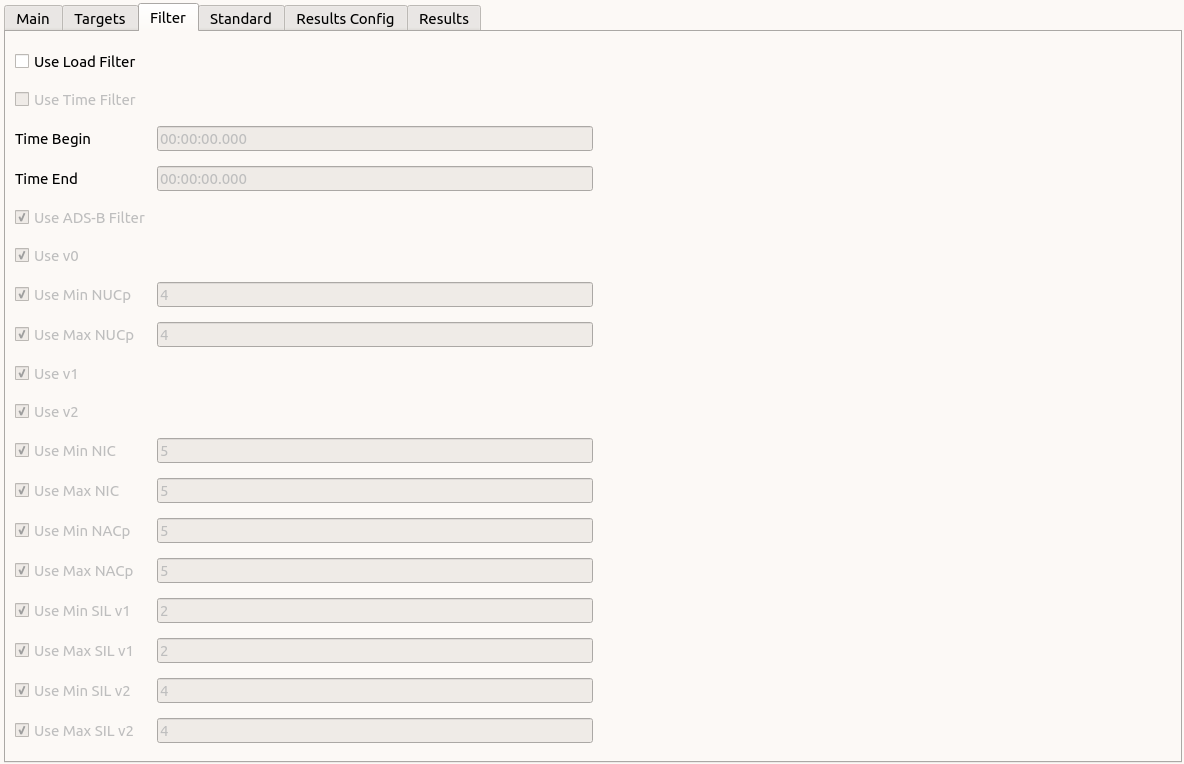 Main Targets Filter Standard Results Config Results
Use Load Filter
Use Time Filter
Time Begin 00:00:00.000
Time End 00:00:00.000
Use ADS-B Filter
Use v0
Use Min NUCp 4
Use Max NUCp 4
Use v1
Use v2
Use Min NIC 5
Use Max NIC 5
Use Min NACp 5
Use Max NACp 5
Use Min SIL v1 2
Use Max SIL v1 2
Use Min SIL v2 4
Use Max SIL v2 4